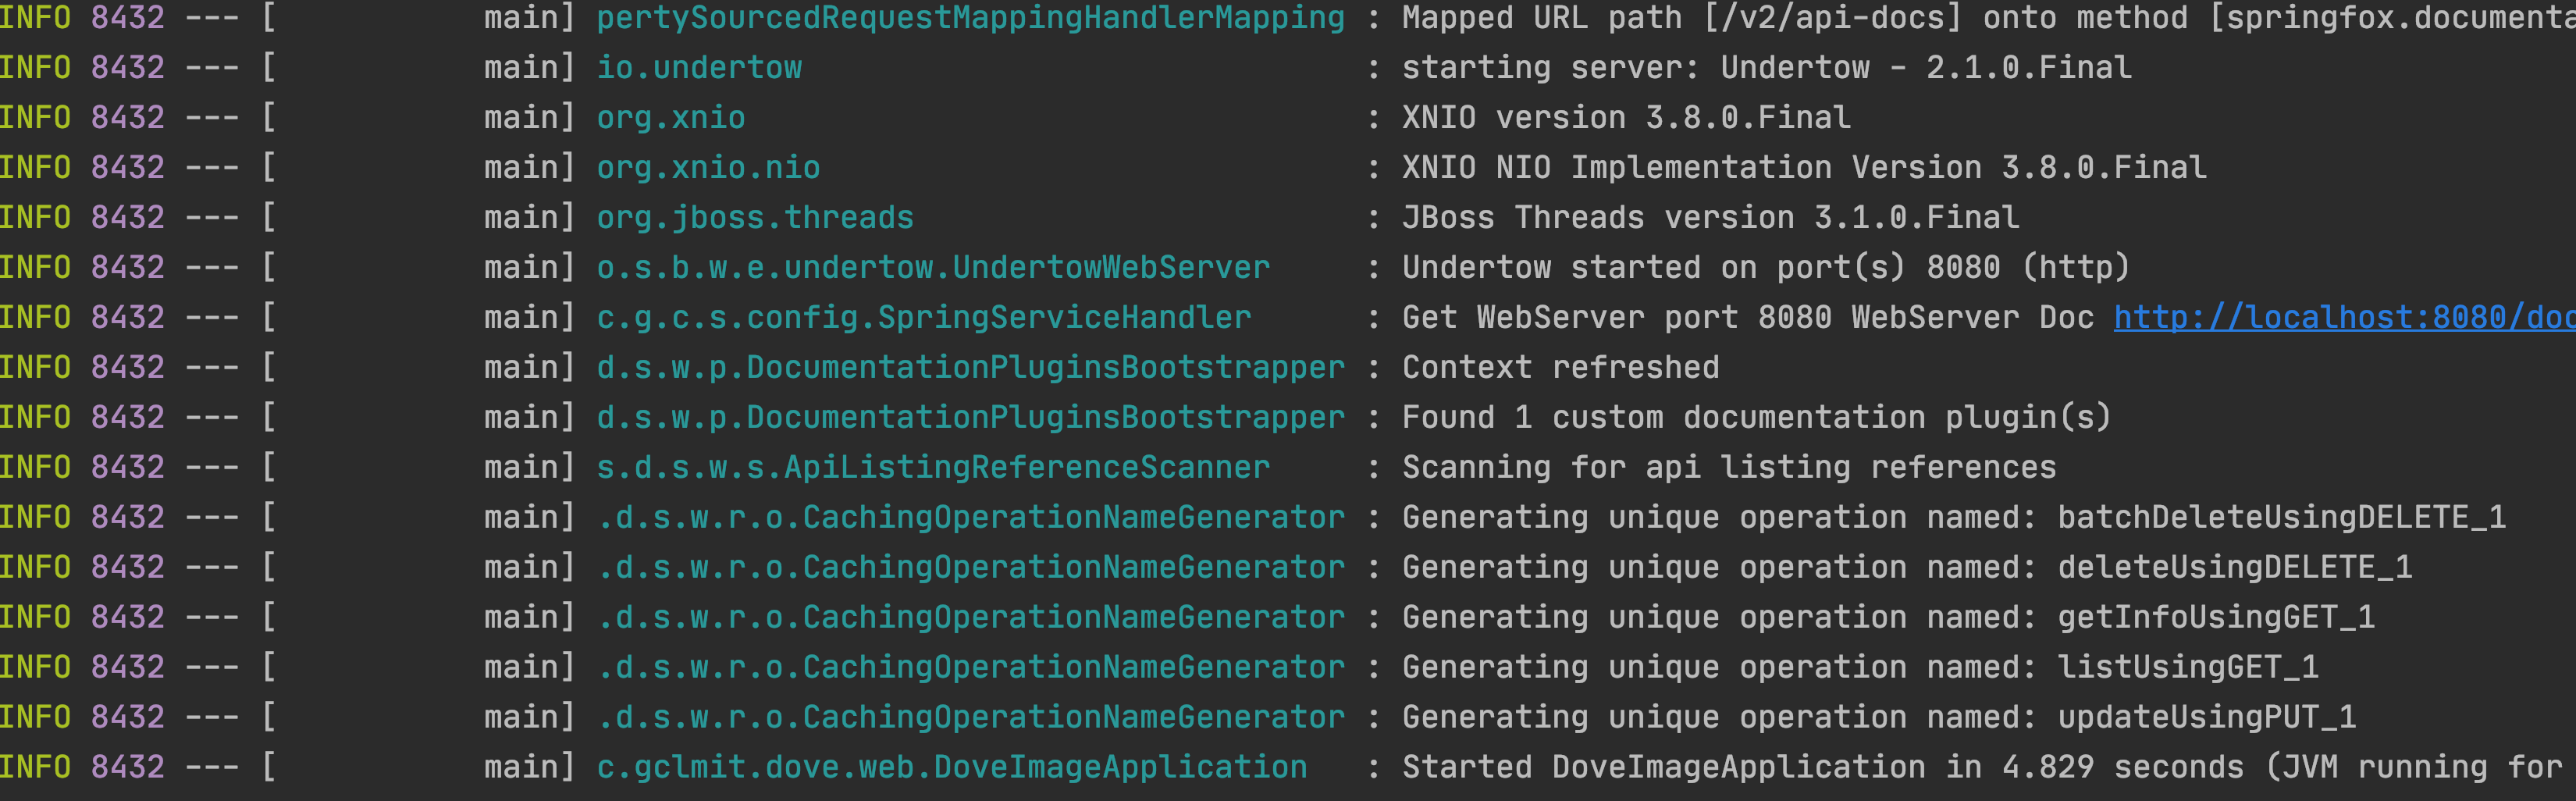 INFO 8432 --- [           main] pertySourcedRequestMappingHandlerMapping : Mapped URL path [/v2/api-docs] onto method [springfox.documenta
INFO 8432 --- [           main] io.undertow                              : starting server: Undertow - 2.1.0.Final
INFO 8432 --- [           main] org.xnio                                 : XNIO version 3.8.0.Final
INFO 8432 --- [           main] org.xnio.nio                             : XNIO NIO Implementation Version 3.8.0.Final
INFO 8432 --- [           main] org.jboss.threads                        : JBoss Threads version 3.1.0.Final
INFO 8432 --- [           main] o.s.b.w.e.undertow.UndertowWebServer     : Undertow started on port(s) 8080 (http)
INFO 8432 --- [           main] c.g.c.s.config.SpringServiceHandler      : Get WebServer port 8080 WebServer Doc http://localhost:8080/doc
INFO 8432 --- [           main] d.s.w.p.DocumentationPluginsBootstrapper : Context refreshed
INFO 8432 --- [           main] d.s.w.p.DocumentationPluginsBootstrapper : Found 1 custom documentation plugin(s)
INFO 8432 --- [           main] s.d.s.w.s.ApiListingReferenceScanner     : Scanning for api listing references
INFO 8432 --- [           main] .d.s.w.r.o.CachingOperationNameGenerator : Generating unique operation named: batchDeleteUsingDELETE_1
INFO 8432 --- [           main] .d.s.w.r.o.CachingOperationNameGenerator : Generating unique operation named: deleteUsingDELETE_1
INFO 8432 --- [           main] .d.s.w.r.o.CachingOperationNameGenerator : Generating unique operation named: getInfoUsingGET_1
INFO 8432 --- [           main] .d.s.w.r.o.CachingOperationNameGenerator : Generating unique operation named: listUsingGET_1
INFO 8432 --- [           main] .d.s.w.r.o.CachingOperationNameGenerator : Generating unique operation named: updateUsingPUT_1
INFO 8432 --- [           main] c.gclmit.dove.web.DoveImageApplication   : Started DoveImageApplication in 4.829 seconds (JVM running for